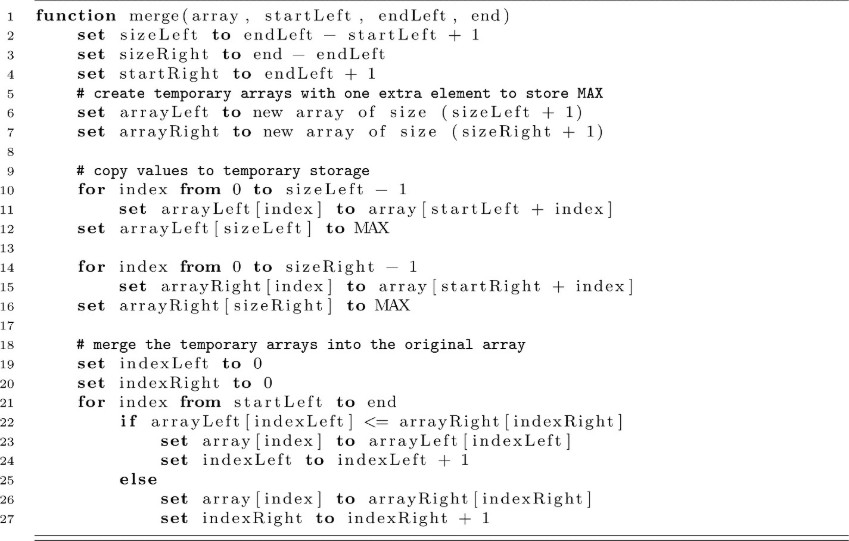 1 function merge(array, startLeft, endLeft, end)
2     set sizeLeft to endLeft − startLeft + 1
3     set sizeRight to end − endLeft
4     set startRight to endLeft + 1
5     # create temporary arrays with one extra element to store MAX
6     set arrayLeft to new array of size (sizeLeft + 1)
7     set arrayRight to new array of size (sizeRight + 1)
8
9     # copy values to temporary storage
10     for index from 0 to sizeLeft − 1
11         set arrayLeft[index] to array[startLeft + index]
12     set arrayLeft[sizeLeft] to MAX
13
14     for index from 0 to sizeRight − 1
15         set arrayRight[index] to array[startRight + index]
16     set arrayRight[sizeRight] to MAX
17
18     # merge the temporary arrays into the original array
19     set indexLeft to 0
20     set indexRight to 0
21     for index from startLeft to end
22         if arrayLeft[indexLeft] <= arrayRight[indexRight]
23             set array[index] to arrayLeft[indexLeft]
24             set indexLeft to indexLeft + 1
25         else
26             set array[index] to arrayRight[indexRight]
27             set indexRight to indexRight + 1